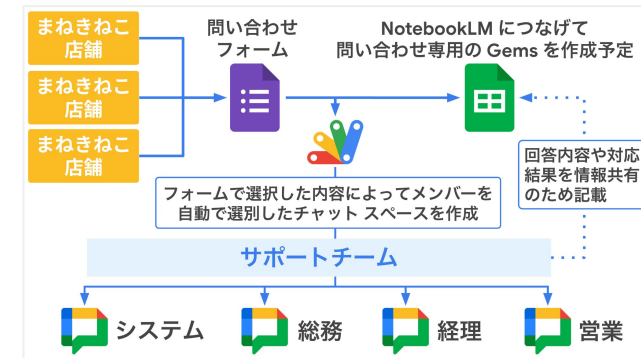 まねきねこ
店舗
まねきねこ
店舗
まねきねこ
店舗
問い合わせ
フォーム
NotebookLM につなげて
問い合わせ専用の Gems を作成予定
回答内容や対応
結果を情報共有
のため記載
フォームで選択した内容によってメンバーを
自動で選別したチャット スペースを作成
サポートチーム
システム
総務
経理
営業